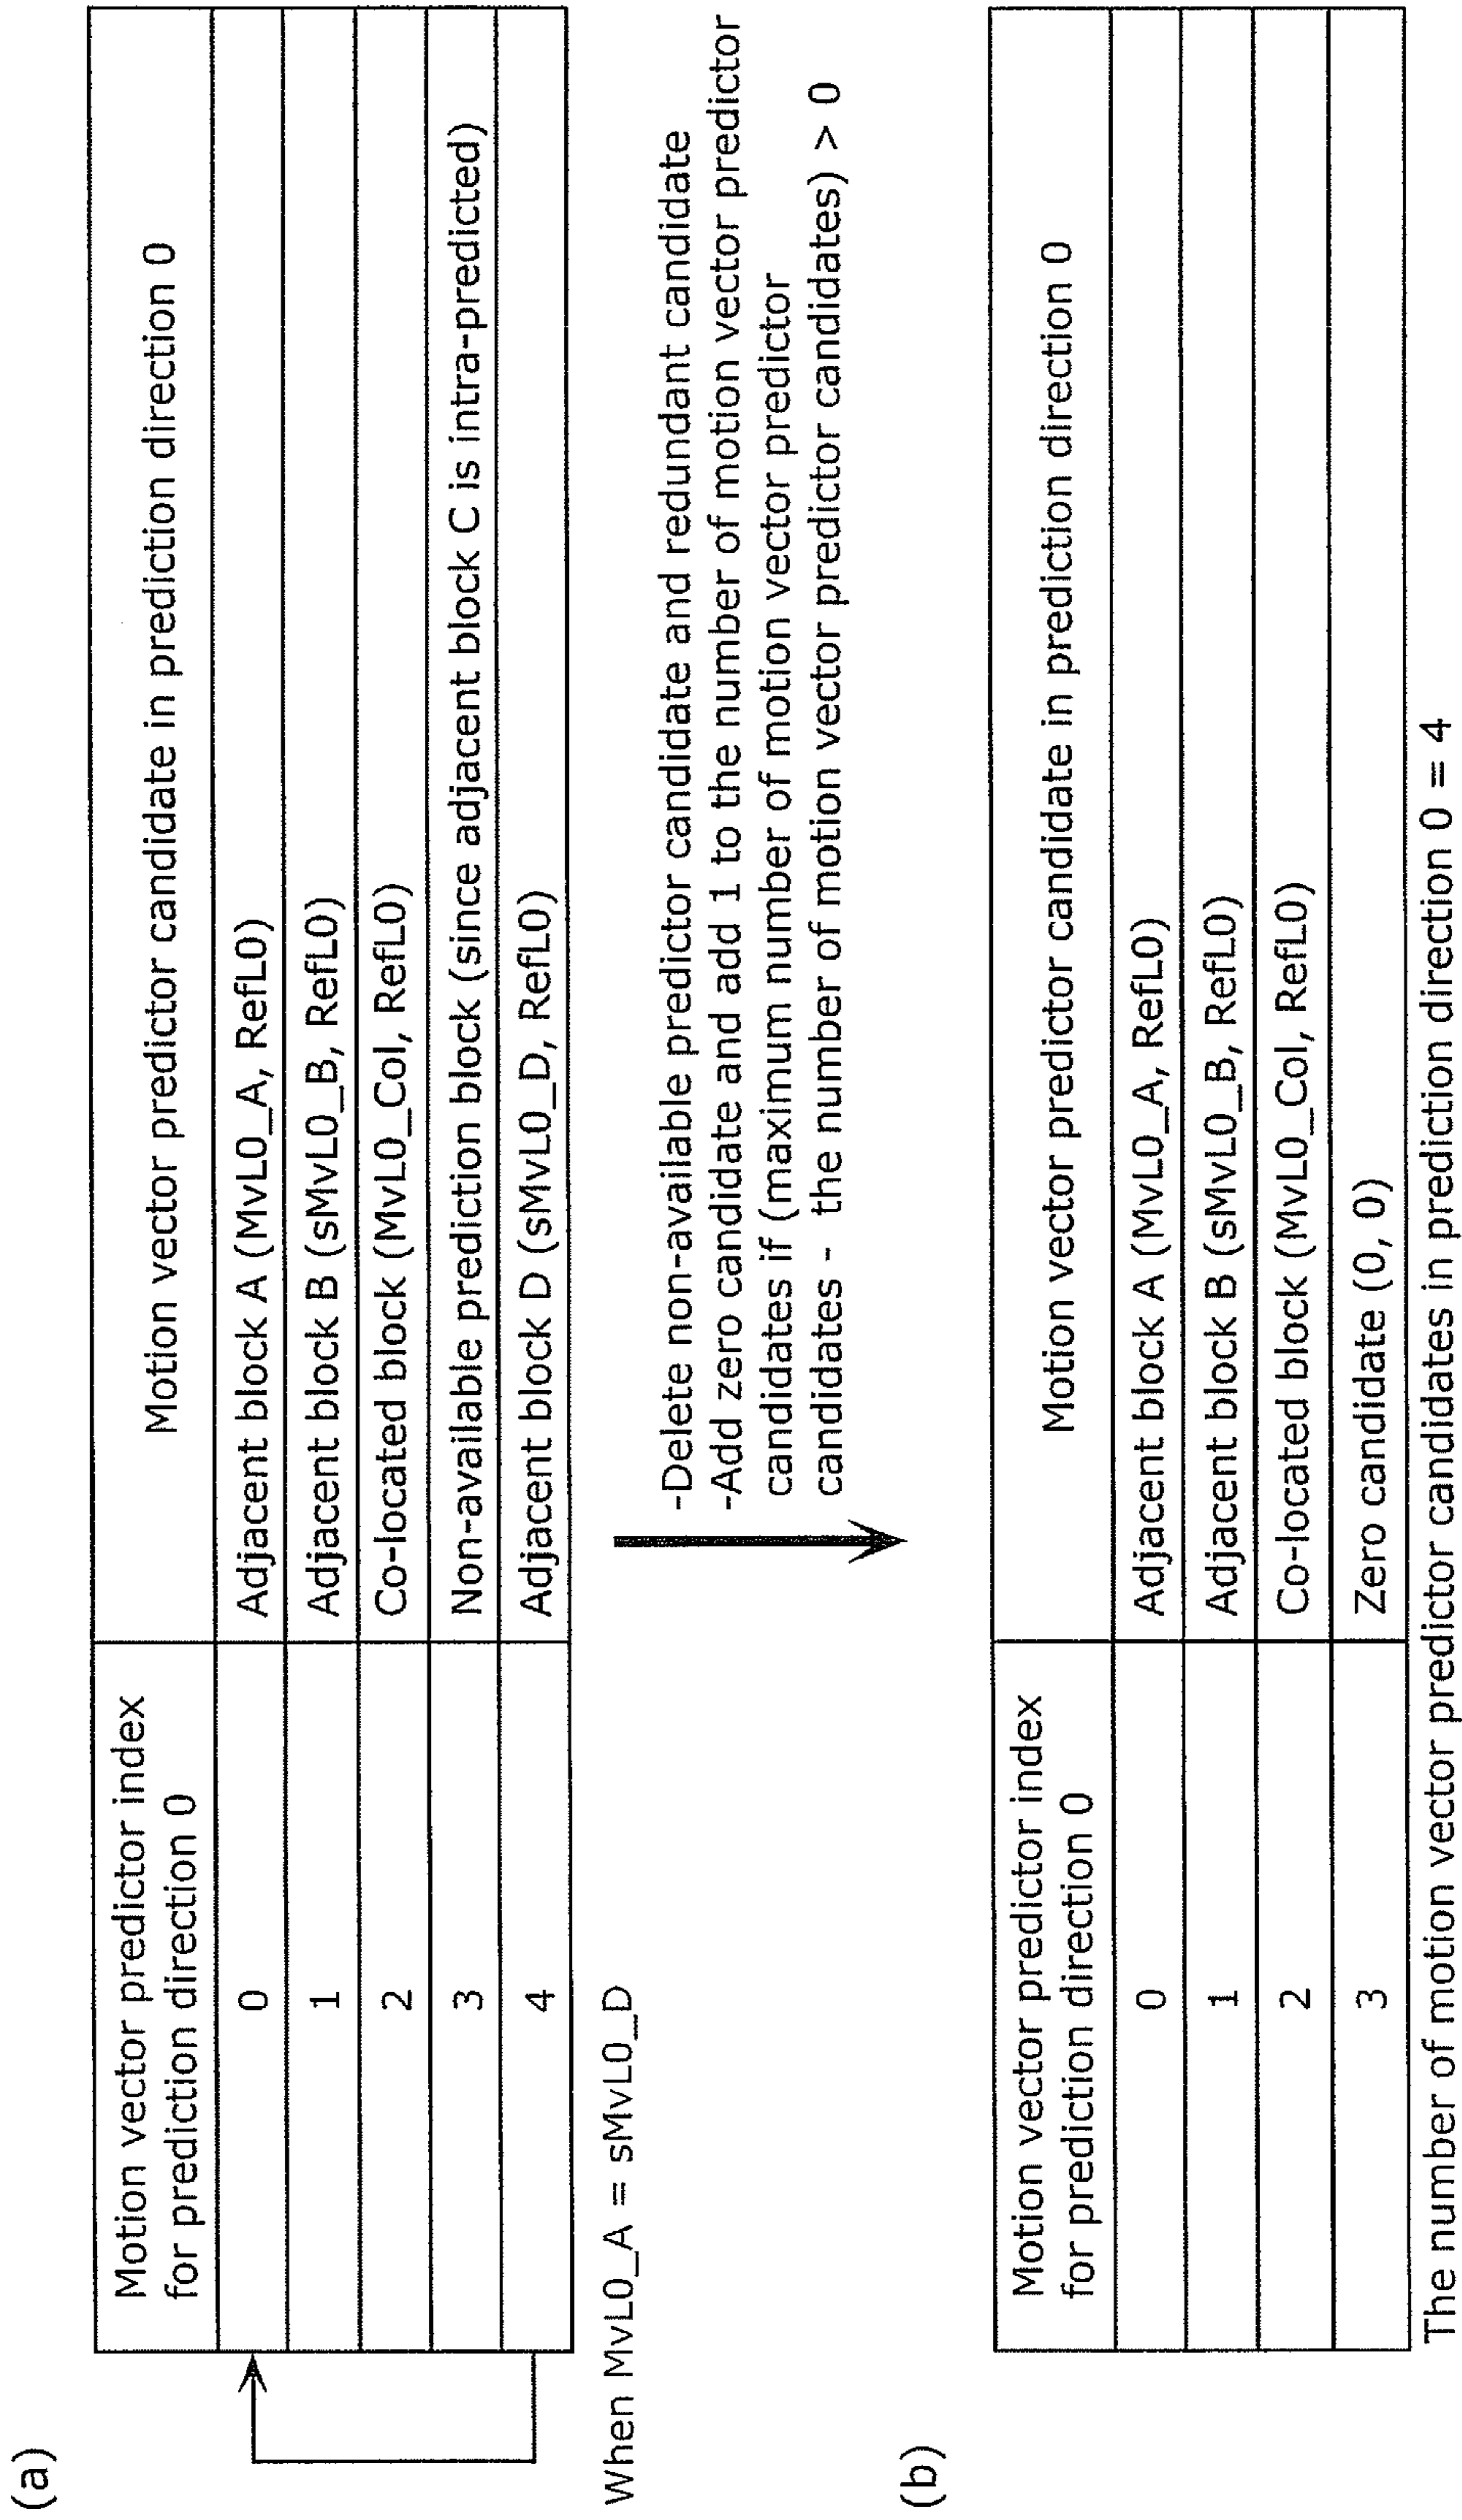 (a)
Motion vector predictor index
for prediction direction 0
Motion vector predictor candidate in prediction direction 0
0
Adjacent block A (MvL0_A, RefL0)
1
Adjacent block B (sMvL0_B, RefL0)
2
Co-located block (MvL0_Col, RefL0)
3
Non-available prediction block (since adjacent block C is intra-predicted)
4
Adjacent block D (sMvL0_D, RefL0)
When MvL0_A = sMvL0_D
-Delete non-available predictor candidate and redundant candidate
-Add zero candidate and add 1 to the number of motion vector predictor
candidates if (maximum number of motion vector predictor
candidates - the number of motion vector predictor candidates) > 0
(b)
Motion vector predictor index
for prediction direction 0
Motion vector predictor candidate in prediction direction 0
0
Adjacent block A (MvL0_A, RefL0)
1
Adjacent block B (sMvL0_B, RefL0)
2
Co-located block (MvL0_Col, RefL0)
3
Zero candidate (0, 0)
The number of motion vector predictor candidates in prediction direction 0 = 4